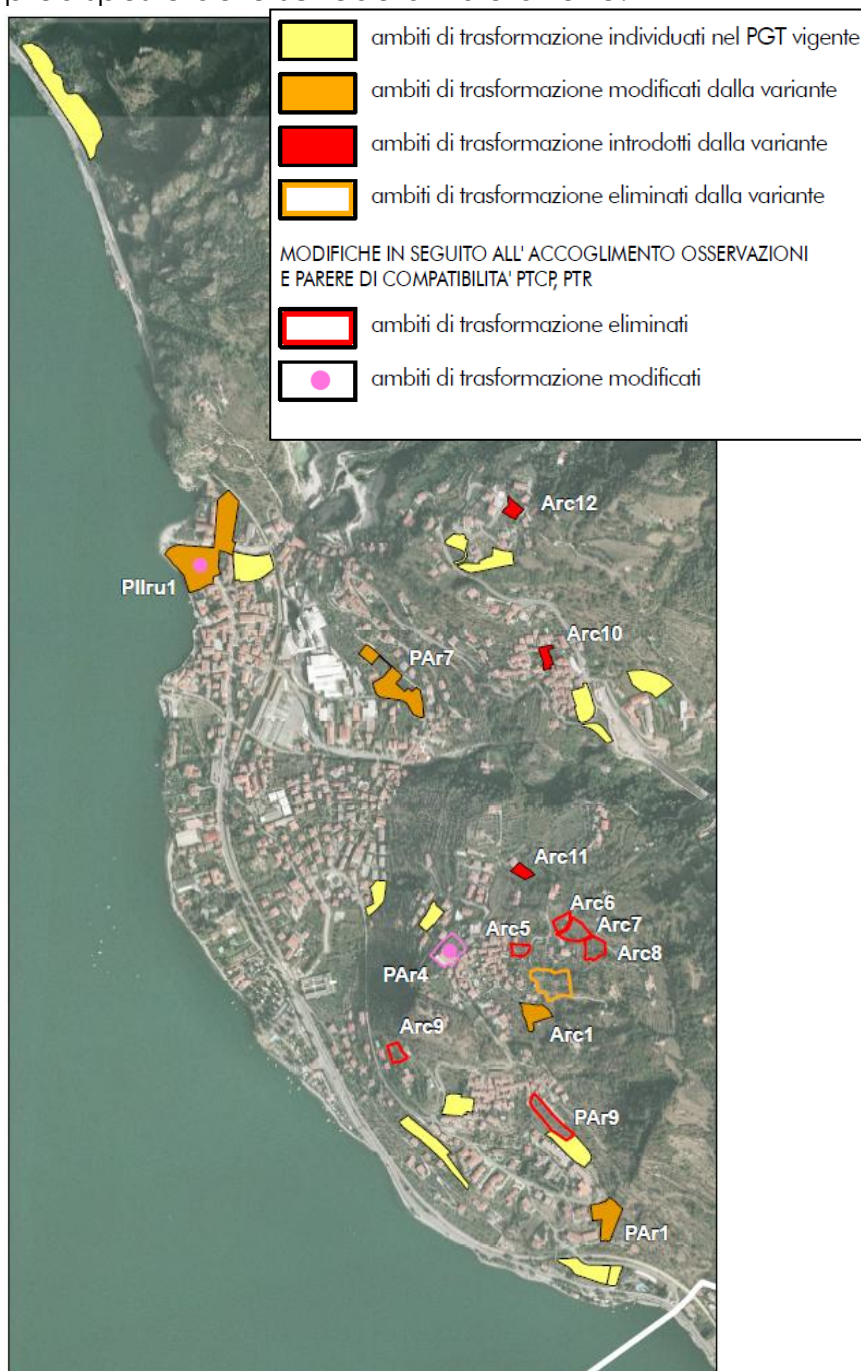 ambiti di trasformazione individuati nel PGT vigente
ambiti di trasformazione modificati dalla variante
ambiti di trasformazione introdotti dalla variante
ambiti di trasformazione eliminati dalla variante
MODIFICHE IN SEGUITO ALL' ACCOGLIMENTO OSSERVAZIONI
E PARERE DI COMPATIBILITA' PTCP, PTR
ambiti di trasformazione eliminati
ambiti di trasformazione modificati
Arc12
PIIru1
Arc10
PAr7
Arc11
Arc6
Arc5
Arc7
Arc8
PAr4
Arc1
Arc9
PAr9
PAr1